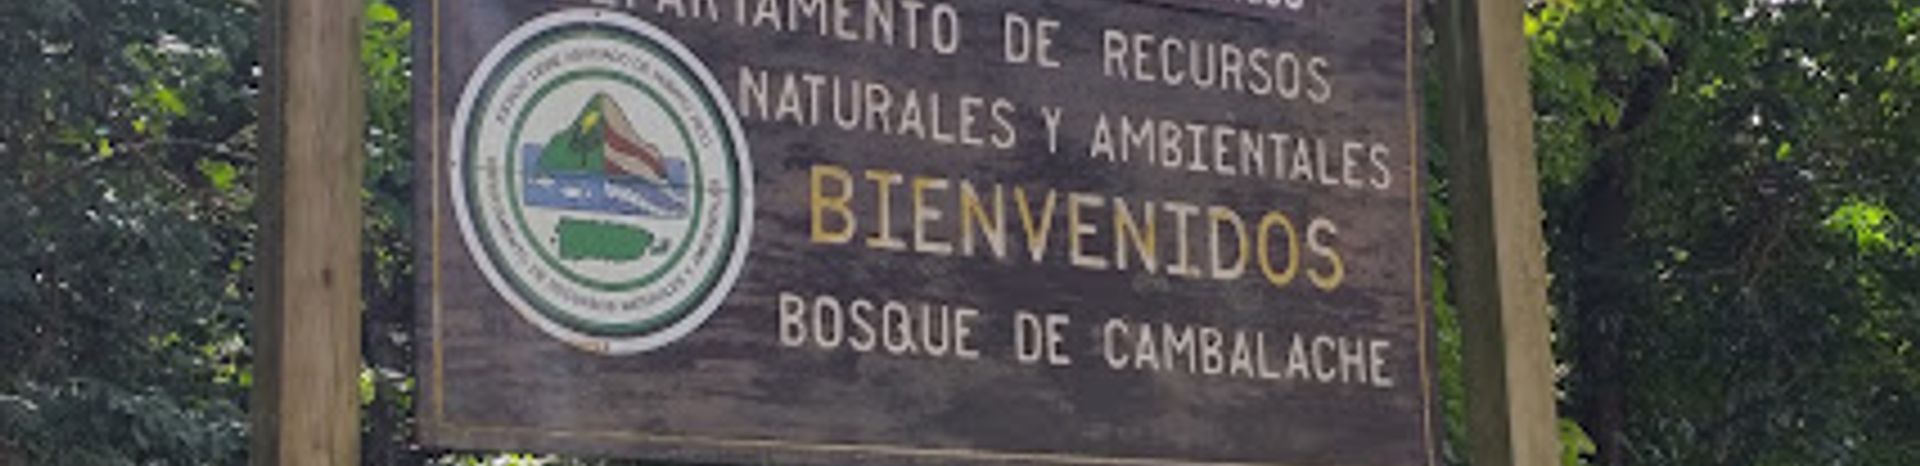 DEPARTAMENTO DE RECURSOS
NATURALES Y AMBIENTALES
BIENVENIDOS
BOSQUE DE CAMBALACHE